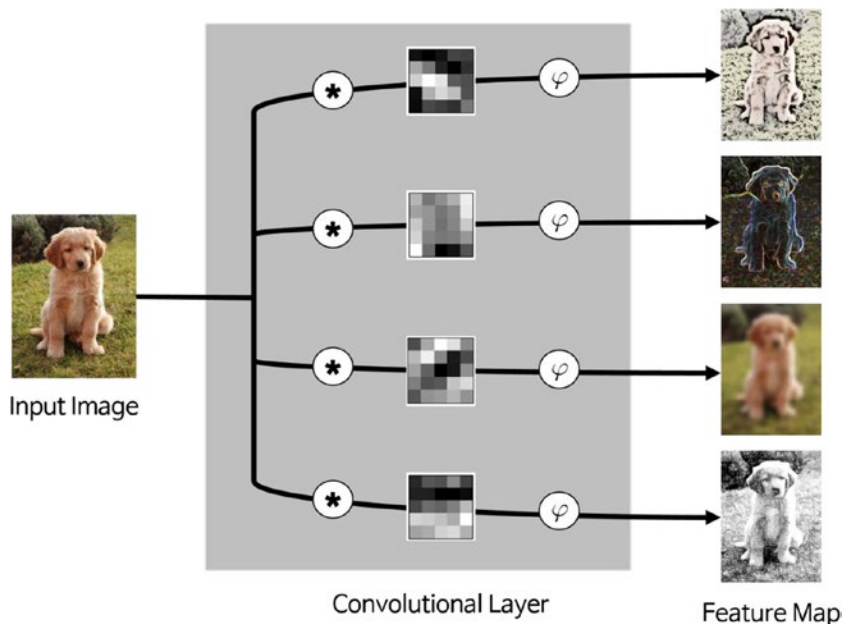 *
φ
*
φ
*
φ
*
φ
Input Image
Convolutional Layer
Feature Map